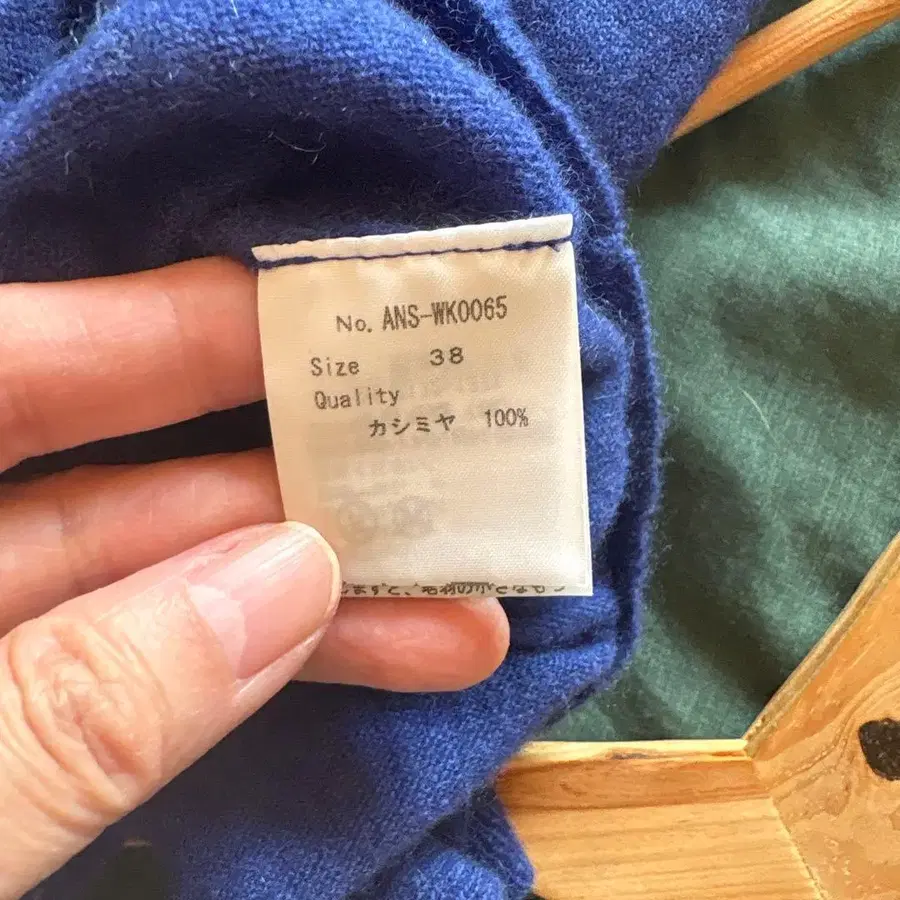 No. ANS-WK0065
Size 38
Quality
カシミヤ 100%